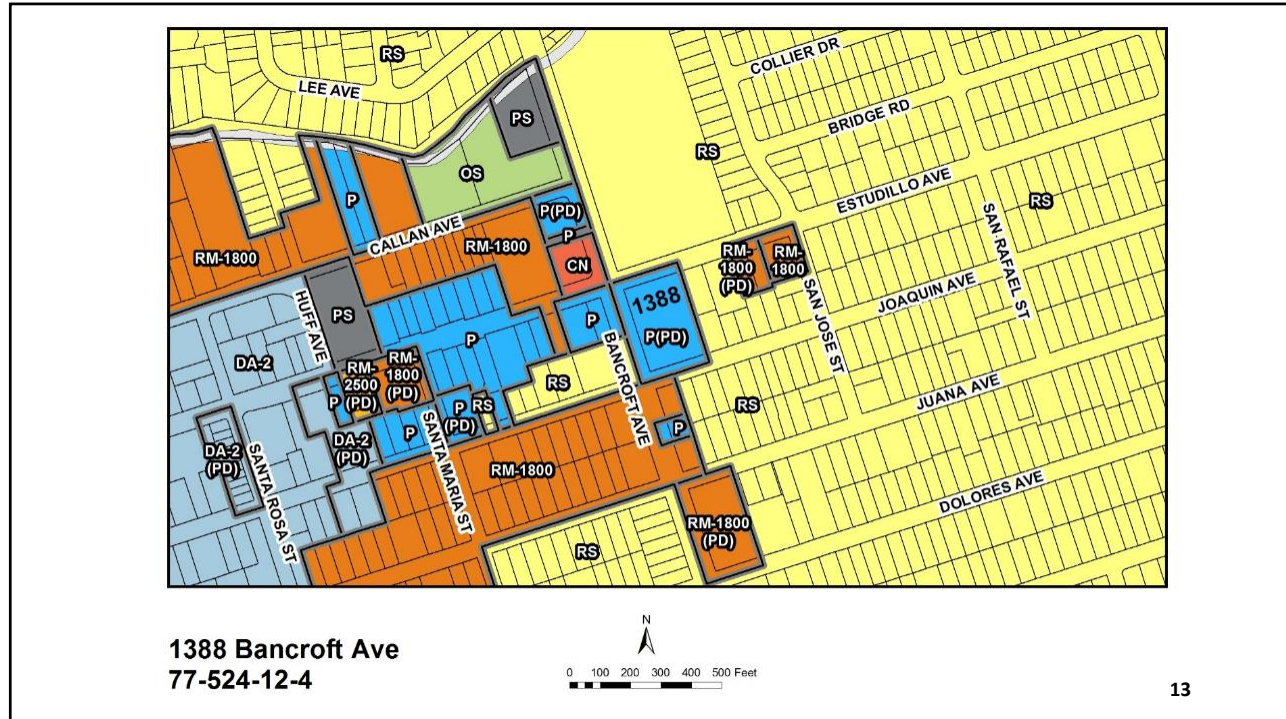 COLLIER DR
RS
LEE AVE
BRIDGE RD
PS
RS
OS
ESTUDILLO AVE
P
RS
SAN RAFAEL ST
P(PD)
CALLAN AVE
P
RM-1800
RM-1800
CN
RM-
1800
(PD)
RM-
1800
JOAQUIN AVE
SAN JOSE ST
HUFF AVE
PS
1388
P
P(PD)
P
BANCROFT AVE
DA-2
RM-
2500
(PD)
RM-
1800
(PD)
RS
JUANA AVE
P
P
(PD)
RS
RS
P
P
SANTA MARIA ST
DA-2
(PD)
DA-2
(PD)
SANTA ROSA ST
RM-1800
DOLORES AVE
RM-1800
(PD)
RS
1388 Bancroft Ave
77-524-12-4
N
0 100 200 300 400 500 Feet
13